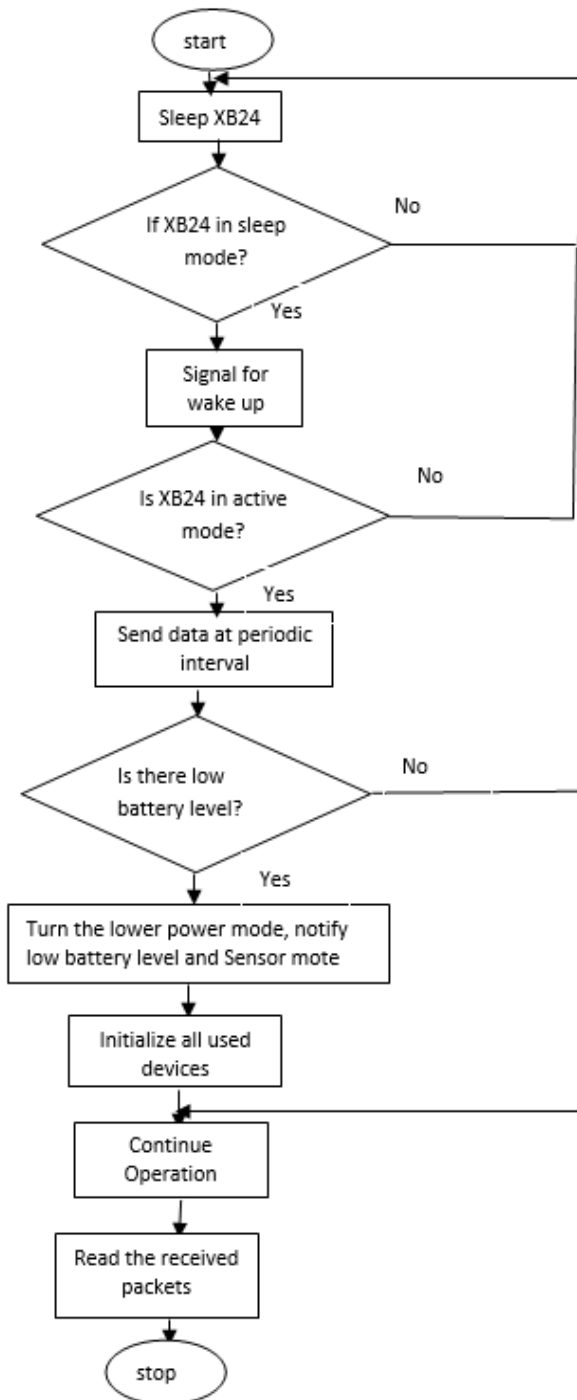 start
Sleep XB24
If XB24 in sleep
mode?
No
Yes
Signal for
wake up
Is XB24 in active
mode?
No
Yes
Send data at periodic
interval
Is there low
battery level?
No
Yes
Turn the lower power mode, notify
low battery level and Sensor mote
Initialize all used
devices
Continue
Operation
Read the received
packets
stop